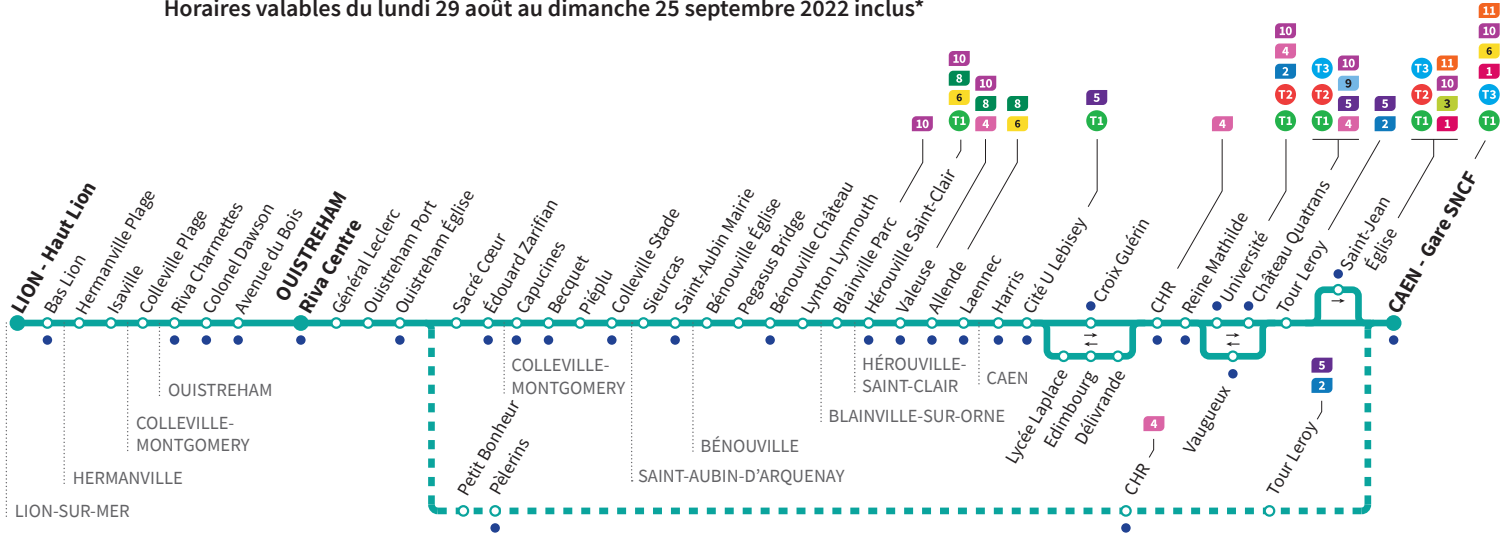 Horaires valables du lundi 29 août au dimanche 25 septembre 2022 inclus*
LION - Haut Lion
Bas Lion
Hermanville Plage
Isaville
Colleville Plage
Riva Charmettes
Colonel Dawson
Avenue du Bois
OUISTREHAM
Riva Centre
Général Leclerc
Ouistreham Port
Ouistreham Église
Sacré Cœur
Édouard Zarifian
Capucines
Becquet
Piéplu
Colleville Stade
Sieurcas
Saint-Aubin Mairie
Bénouville Église
Pegasus Bridge
Bénouville Château
Lynton Lynmouth
Blainville Parc
10
Hérouville Saint-Clair
10
8
6
T1
Valeuse
10
8
4
Allende
8
6
Laennec
Harris
Cité U Lebisey
5
T1
Croix Guérin
CHR
4
Reine Mathilde
Université
10
4
2
T2
T1
Château Quatrans
T3
T2
T1
10
9
5
4
Tour Leroy
5
2
Saint-Jean
Église
T3
T2
T1
11
10
3
1
CAEN - Gare SNCF
11
10
6
1
T3
T1
Lycée Laplace
Edimbourg
Délivrande
Vaugueux
LION-SUR-MER
HERMANVILLE
COLLEVILLE-
MONTGOMERY
OUISTREHAM
COLLEVILLE-
MONTGOMERY
SAINT-AUBIN-D'ARQUENAY
BÉNOUVILLE
BLAINVILLE-SUR-ORNE
HÉROUVILLE-
SAINT-CLAIR
CAEN
Petit Bonheur
Pèlerins
CHR
4
Tour Leroy
5
2